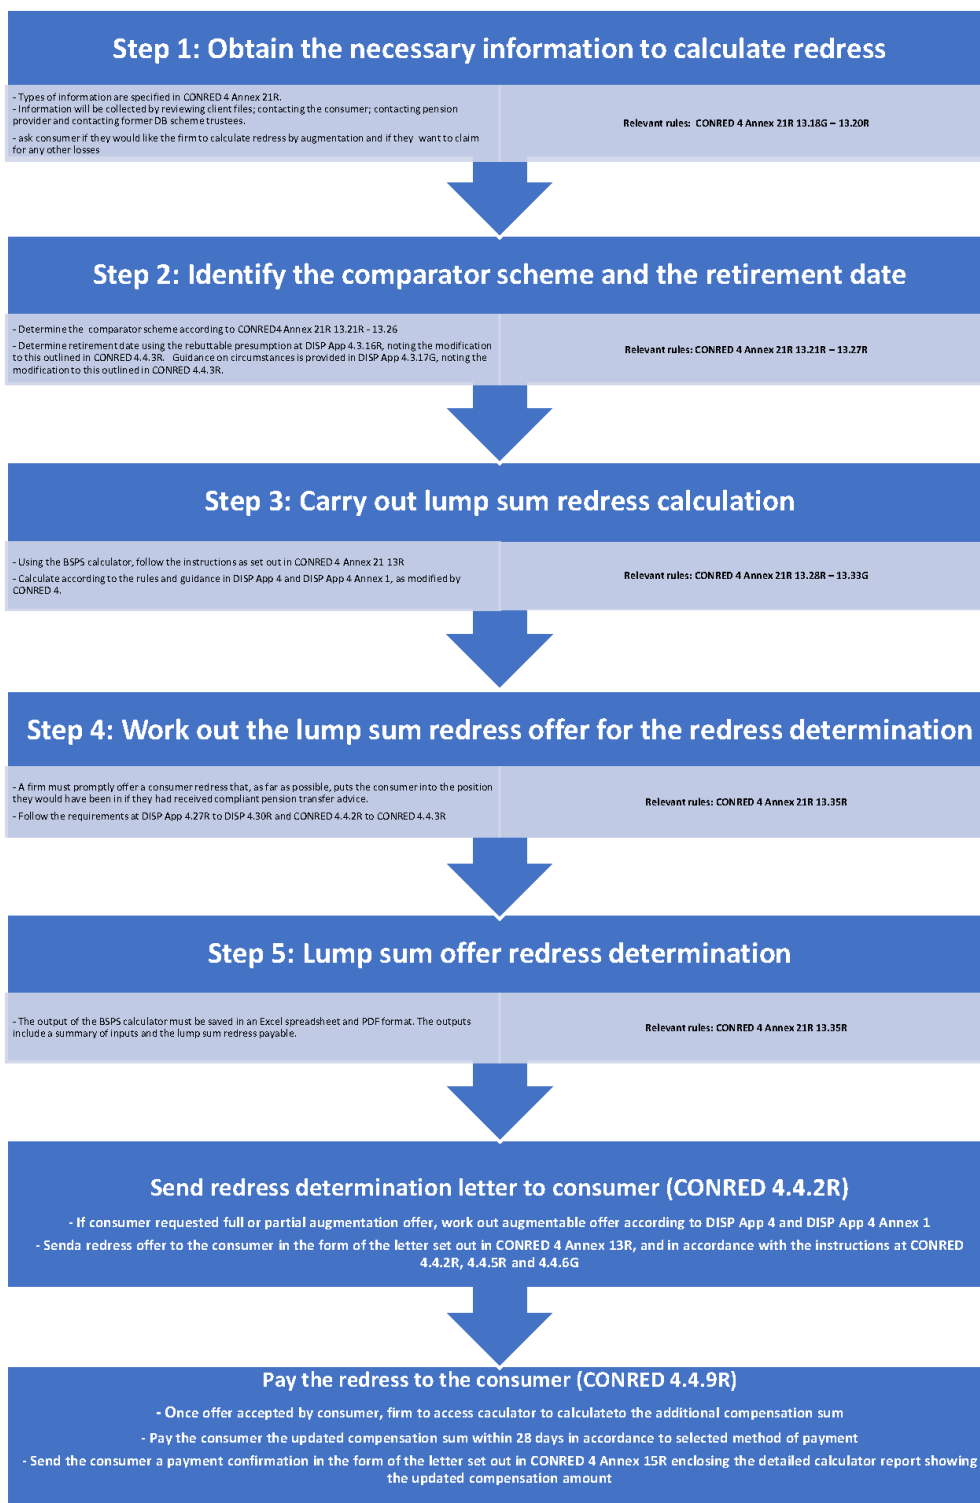 Step 1: Obtain the necessary information to calculate redress
- Types of information are specified in CONRED 4 Annex 21R.
- Information will be collected by reviewing client files; contacting the consumer; contacting pension
provider and contacting former DB scheme trustees.
- ask consumer if they would like the firm to calculate redress by augmentation and if they want to claim
for any other losses
Relevant rules: CONRED 4 Annex 21R 13.18G – 13.20R
Step 2: Identify the comparator scheme and the retirement date
- Determine the comparator scheme according to CONRED4 Annex 21R 13.21R - 13.26
- Determine retirement date using the rebuttable presumption at DISP App 4.3.16R, noting the modification
to this outlined in CONRED 4.4.3R. Guidance on circumstances is provided in DISP App 4.3.17G, noting the
modification to this outlined in CONRED 4.4.3R.
Relevant rules: CONRED 4 Annex 21R 13.21R – 13.27R
Step 3: Carry out lump sum redress calculation
- Using the BSPS calculator, follow the instructions as set out in CONRED 4 Annex 21 13R
- Calculate according to the rules and guidance in DISP App 4 and DISP App 4 Annex 1, as modified by
CONRED 4.
Relevant rules: CONRED 4 Annex 21R 13.28R – 13.33G
Step 4: Work out the lump sum redress offer for the redress determination
- A firm must promptly offer a consumer redress that, as far as possible, puts the consumer into the position
they would have been in if they had received compliant pension transfer advice.
- Follow the requirements at DISP App 4.27R to DISP 4.30R and CONRED 4.4.2R to CONRED 4.4.3R
Relevant rules: CONRED 4 Annex 21R 13.35R
Step 5: Lump sum offer redress determination
- The output of the BSPS calculator must be saved in an Excel spreadsheet and PDF format. The outputs
include a summary of inputs and the lump sum redress payable.
Relevant rules: CONRED 4 Annex 21R 13.35R
Send redress determination letter to consumer (CONRED 4.4.2R)
- If consumer requested full or partial augmentation offer, work out augmentable offer according to DISP App 4 and DISP App 4 Annex 1
- Senda redress offer to the consumer in the form of the letter set out in CONRED 4 Annex 13R, and in accordance with the instructions at CONRED
4.4.2R, 4.4.5R and 4.4.6G
Pay the redress to the consumer (CONRED 4.4.9R)
- Once offer accepted by consumer, firm to access caculator to calculateto the additional compensation sum
- Pay the consumer the updated compensation sum within 28 days in accordance to selected method of payment
- Send the consumer a payment confirmation in the form of the letter set out in CONRED 4 Annex 15R enclosing the detailed calculator report showing
the updated compensation amount